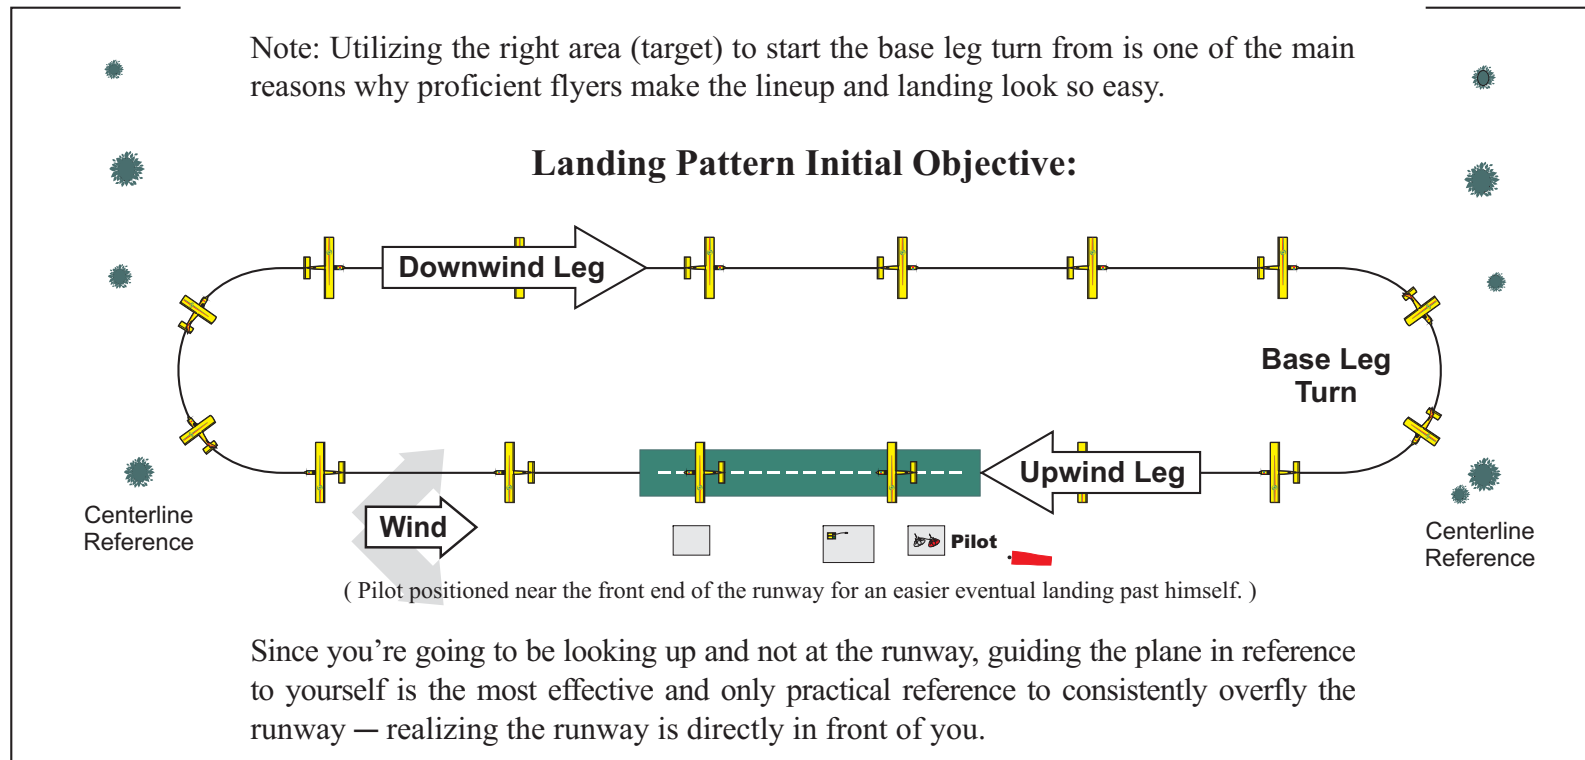 Note: Utilizing the right area (target) to start the base leg turn from is one of the main
reasons why proficient flyers make the lineup and landing look so easy.
Landing Pattern Initial Objective:
Downwind Leg
Base Leg
Turn
Upwind Leg
Centerline
Reference
Wind
Pilot
Centerline
Reference
( Pilot positioned near the front end of the runway for an easier eventual landing past himself. )
Since you’re going to be looking up and not at the runway, guiding the plane in reference
to yourself is the most effective and only practical reference to consistently overfly the
runway — realizing the runway is directly in front of you.